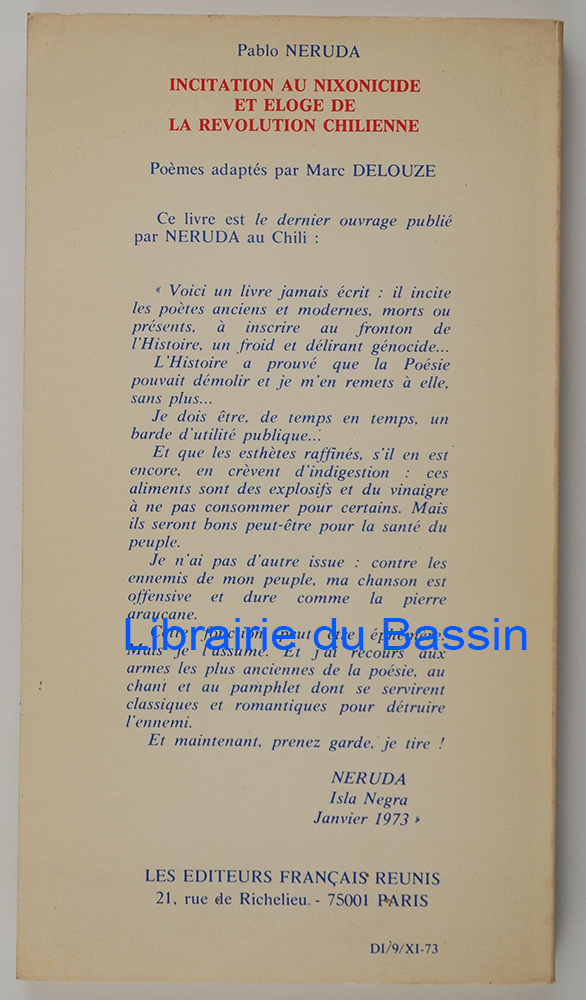 Pablo NERUDA
INCITATION AU NIXONICIDE
ET ELOGE DE
LA REVOLUTION CHILIENNE
Poèmes adaptés par Marc DELOUZE
Ce livre est le dernier ouvrage publié
par NERUDA au Chili :
« Voici un livre jamais écrit : il incite
les poètes anciens et modernes, morts ou
présents, à inscrire au fronton de
l'Histoire, un froid et délirant génocide...
L'Histoire a prouvé que la Poésie
pouvait démolir et je m'en remets à elle,
sans plus...
Je dois être, de temps en temps, un
barde d'utilité publique...
Et que les esthètes raffinés, s'il en est
encore, en crèvent d'indigestion : ces
aliments sont des explosifs et du vinaigre
à ne pas consommer pour certains. Mais
ils seront bons peut-être pour la santé du
peuple.
Je n'ai pas d'autre issue : contre les
ennemis de mon peuple, ma chanson est
offensive et dure comme la pierre
araucane.
Cette fonction peut être éphémère.
Librairie du Bassin
Mais je l'assume. Et j'ai recours aux
armes les plus anciennes de la poésie, au
chant et au pamphlet dont se servirent
classiques et romantiques pour détruire
l'ennemi.
Et maintenant, prenez garde, je tire !
NERUDA
Isla Negra
Janvier 1973 »
LES EDITEURS FRANÇAIS REUNIS
21, rue de Richelieu. - 75001 PARIS
DI/9/XI-73